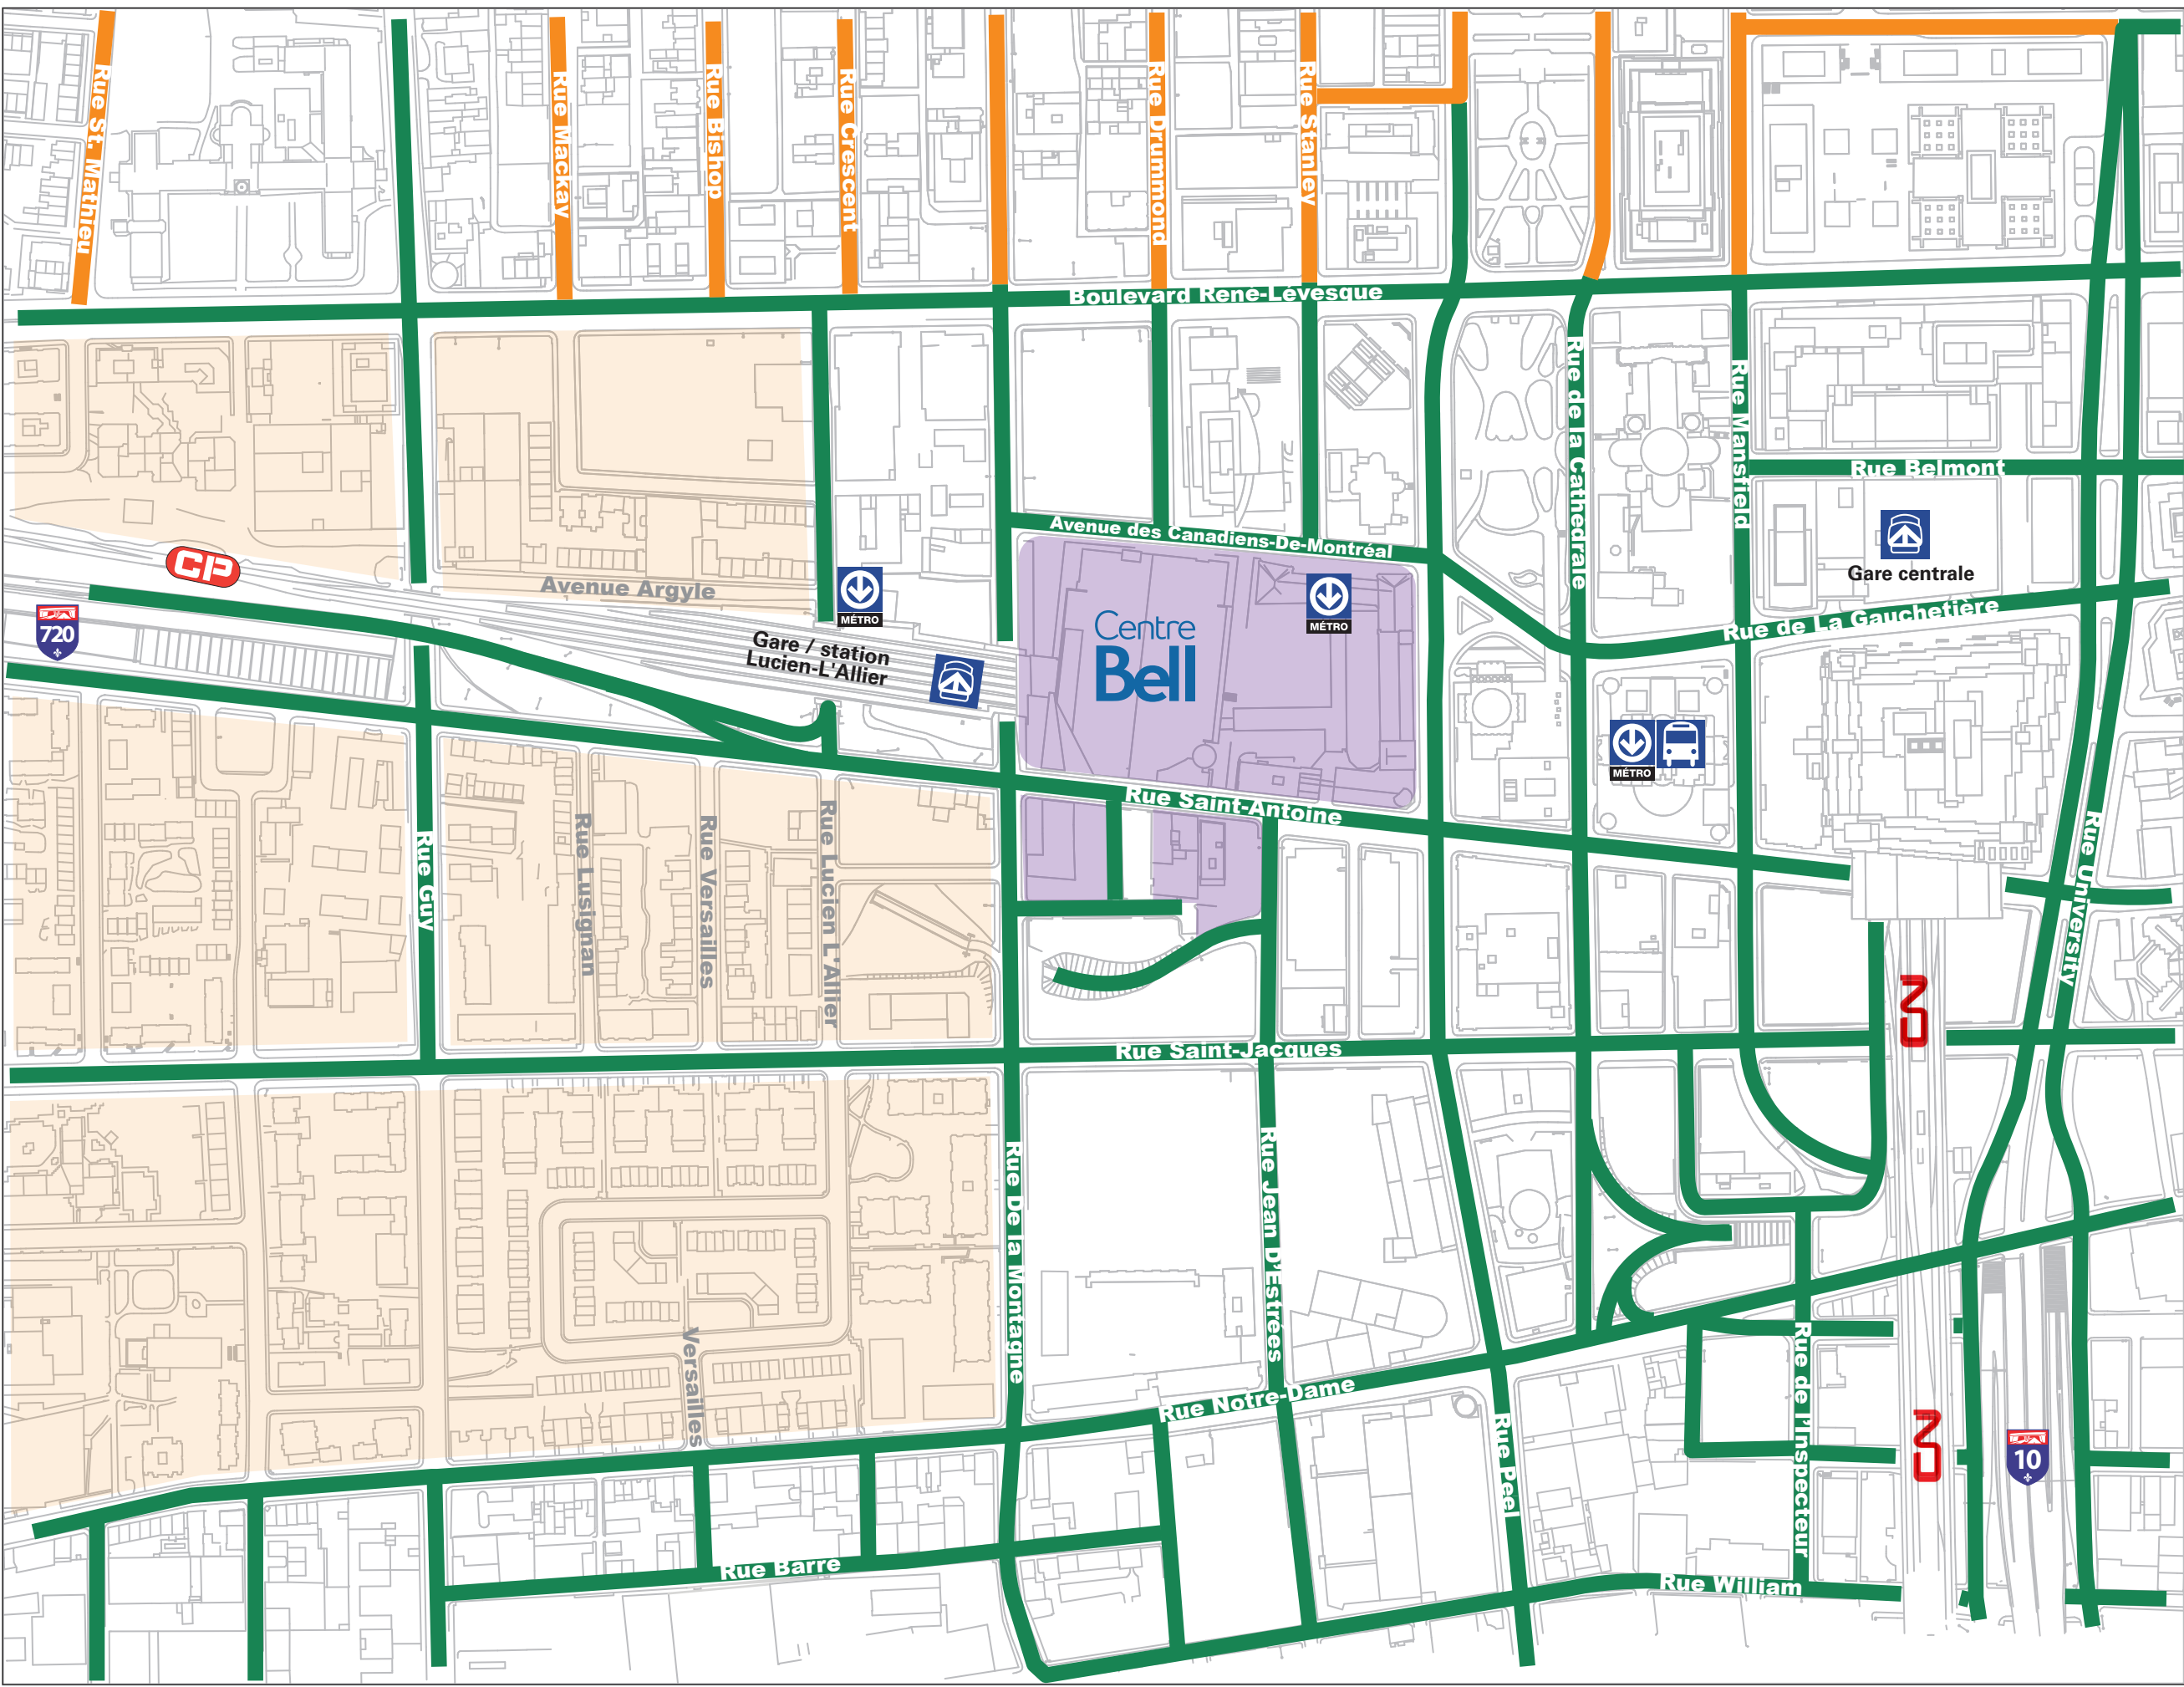 Rue St. Mathieu
Rue Mackay
Rue Bishop
Rue Crescent
Rue Drummond
Rue Stanley
Boulevard René-Lévesque
Rue de la Cathédrale
Rue Mansfield
Rue Belmont
Avenue des Canadiens-De-Montréal
Gare centrale
CP
Avenue Argyle
MÉTRO
MÉTRO
720
Rue de La Gauchetière
Centre
Bell
Gare / station
Lucien-L'Allier
MÉTRO
Rue Saint-Antoine
Rue Guy
Rue Lusignan
Rue Versailles
Rue Lucien L'Allier
Rue University
Rue Saint-Jacques
Rue De la Montagne
Rue Jean D'Estrées
Versailles
Rue Notre-Dame
Rue Peel
Rue de l'Inspecteur
10
Rue Barre
Rue William